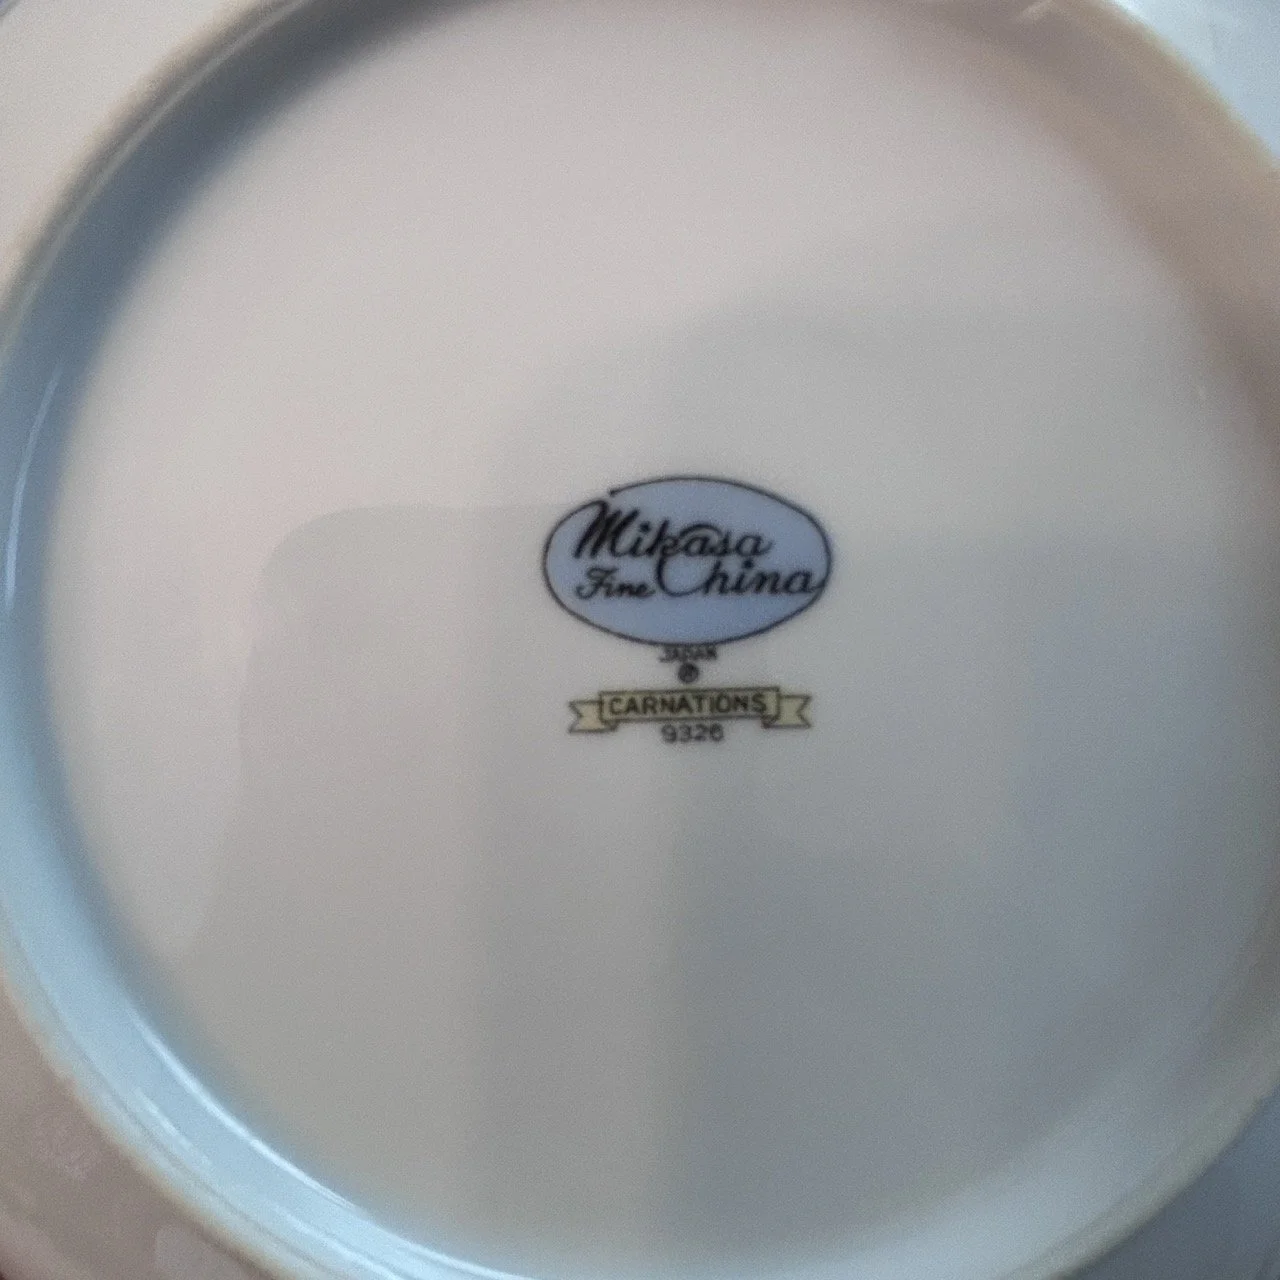 Mikasa
Fine China
JAPAN
®
CARNATIONS
9326